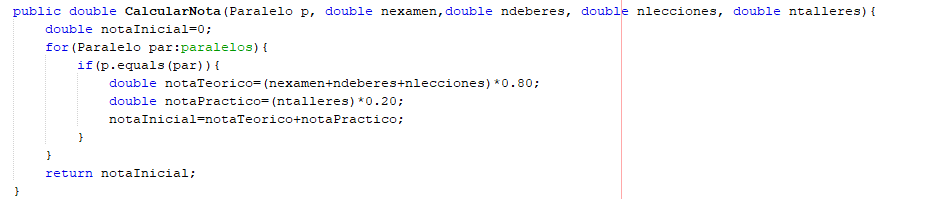 public double CalcularNota(Paralelo p, double nexamen,double ndeberes, double nlecciones, double ntalleres){
double notaInicial=0;
for(Paralelo par:paralelos){
if(p.equals(par)){
double notaTeorico=(nexamen+ndeberes+nlecciones)*0.80;
double notaPractico=(ntalleres)*0.20;
notaInicial=notaTeorico+notaPractico;
}
}
return notaInicial;
}